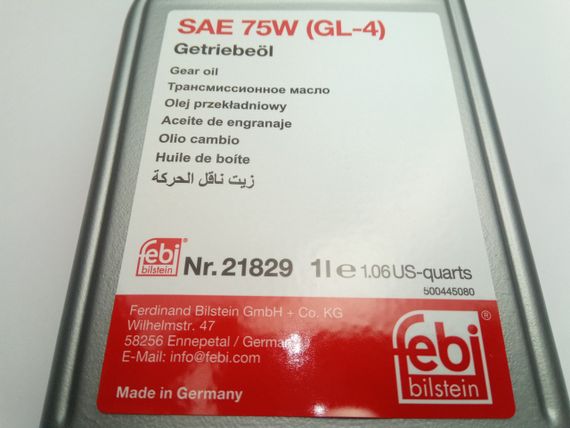 SAE 75W (GL-4)
Getriebeöl
Gear oil
Трансмиссионное масло
Olej przekładniowy
Aceite de engranaje
Olio cambio
Huile de boîte
زيت ناقل الحركة
febi
bilstein
Nr. 21829 1l e 1.06 US-quarts
500445080
Ferdinand Bilstein GmbH + Co. KG
Wilhelmstr. 47
58256 Ennepetal / Germany
E-Mail: info@febi.com
Made in Germany
febi®
bilstein